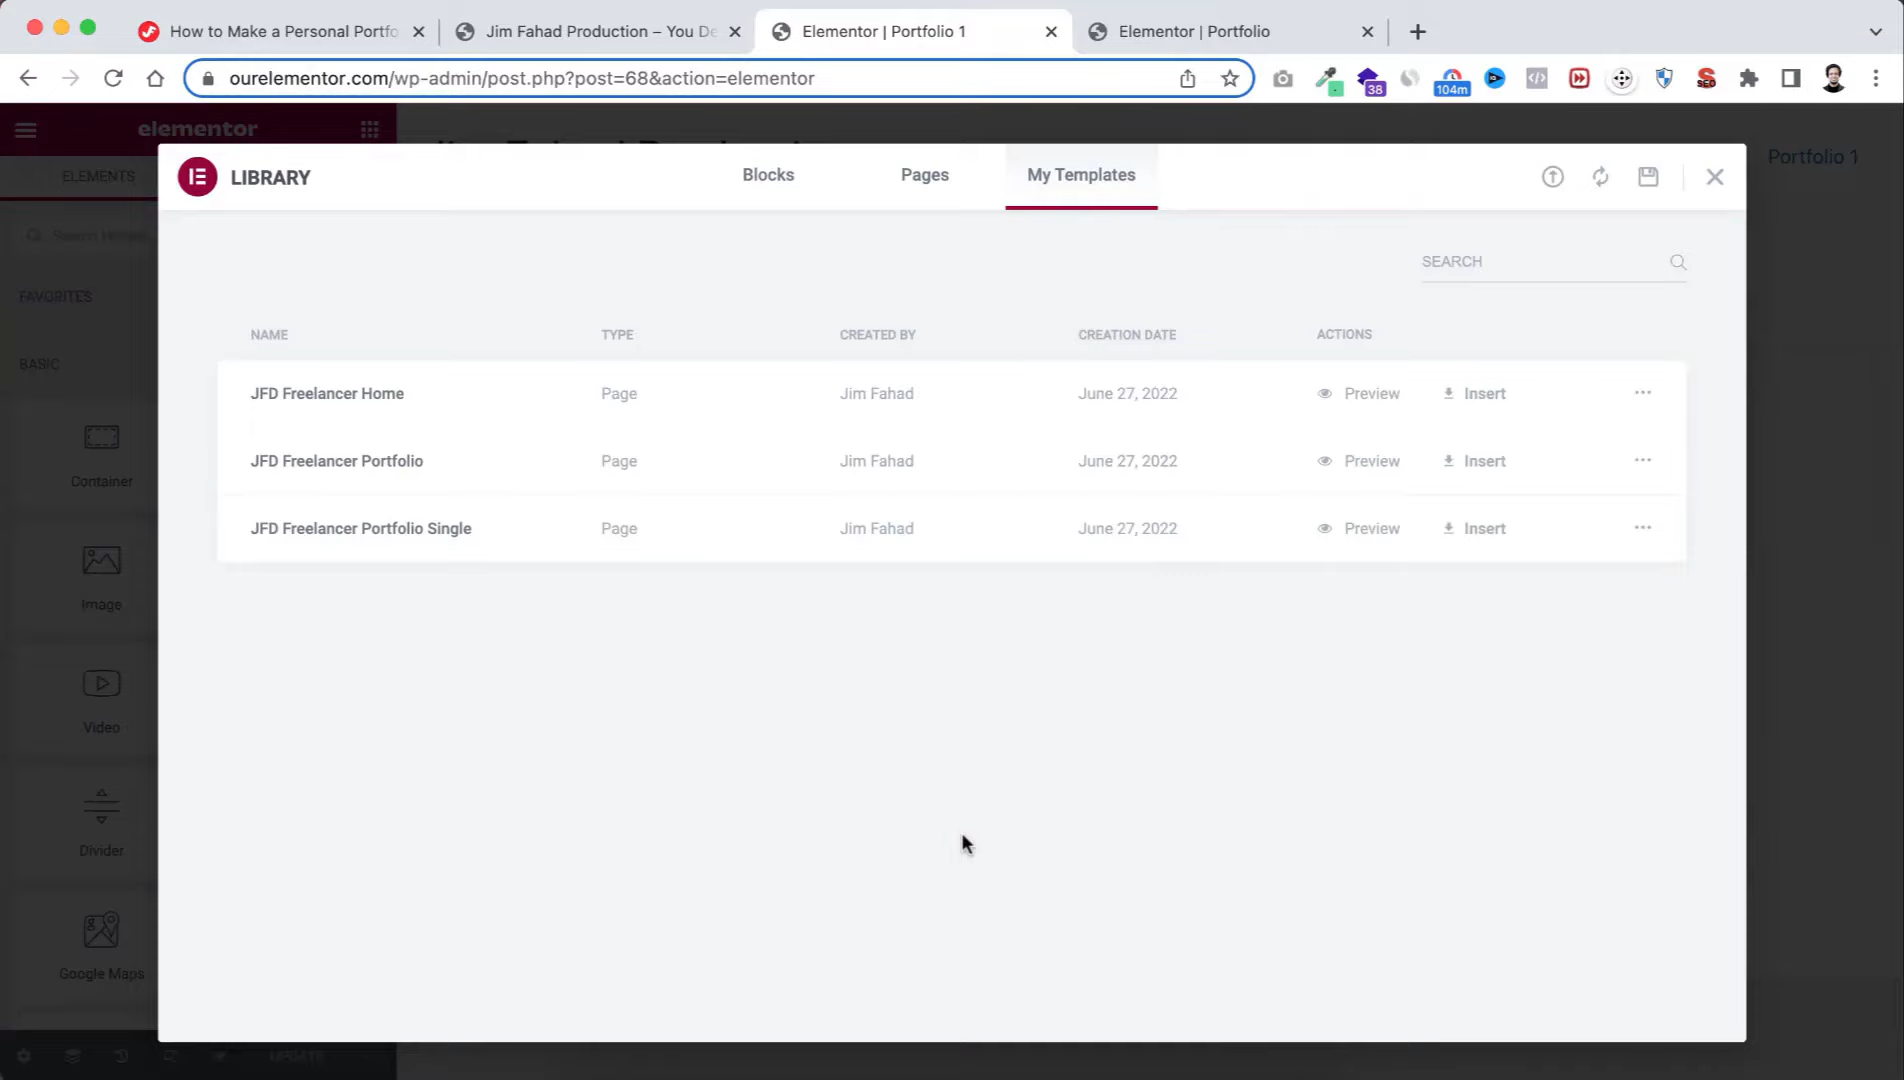 How to Make a Personal Portfo
Jim Fahad Production – You De
Elementor | Portfolio 1
Elementor | Portfolio
ourelementor.com/wp-admin/post.php?post=68&action=elementor
38
104m
SEO
elementor
Portfolio 1
ELEMENTS
LIBRARY
Blocks
Pages
My Templates
SEARCH
FAVORITES
BASIC
NAME
TYPE
CREATED BY
CREATION DATE
ACTIONS
JFD Freelancer Home
Page
Jim Fahad
June 27, 2022
Preview
Insert
JFD Freelancer Portfolio
Page
Jim Fahad
June 27, 2022
Preview
Insert
JFD Freelancer Portfolio Single
Page
Jim Fahad
June 27, 2022
Preview
Insert
Container
Image
Video
Divider
Google Maps
UPDATE